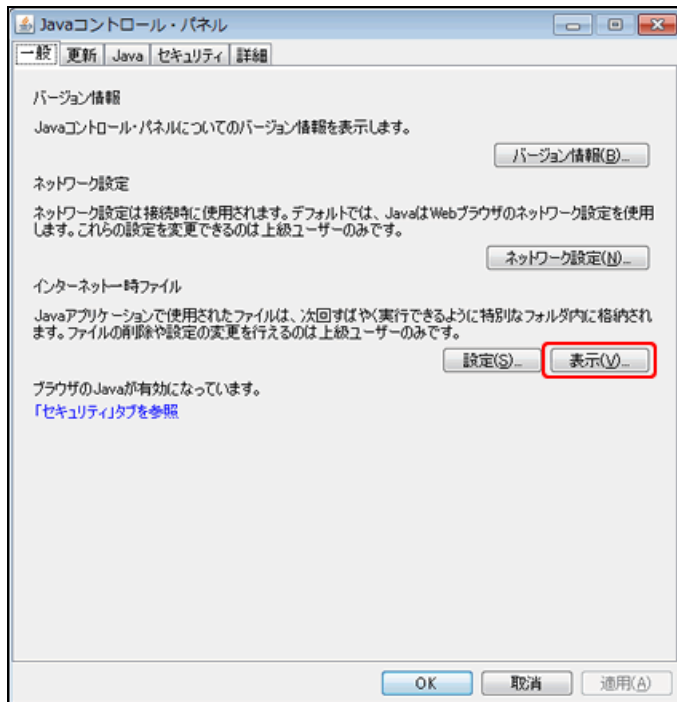 Javaコントロール・パネル
一般 更新 Java セキュリティ 詳細
バージョン情報
Javaコントロール・パネルについてのバージョン情報を表示します。
バージョン情報(B)...
ネットワーク設定
ネットワーク設定は接続時に使用されます。デフォルトでは、JavaはWebブラウザのネットワーク設定を使用
します。これらの設定を変更できるのは上級ユーザーのみです。
ネットワーク設定(N)...
インターネット一時ファイル
Javaアプリケーションで使用されたファイルは、次回すばやく実行できるように特別なフォルダ内に格納され
ます。ファイルの削除や設定の変更を行えるのは上級ユーザーのみです。
設定(S)... 表示(V)...
ブラウザのJavaが有効になっています。
「セキュリティ」タブを参照
OK 取消 適用(A)